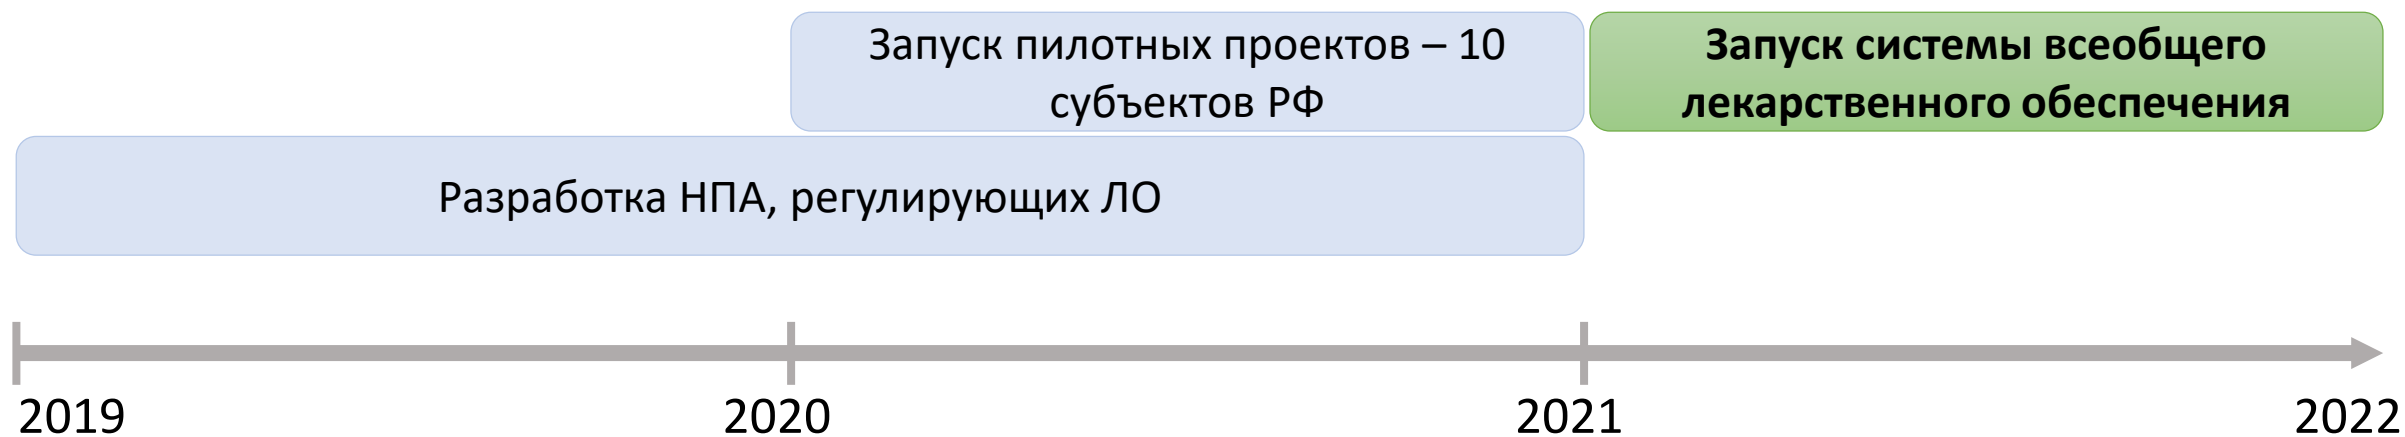 Запуск пилотных проектов – 10
субъектов РФ
Запуск системы всеобщего
лекарственного обеспечения
Разработка НПА, регулирующих ЛО
2019
2020
2021
2022